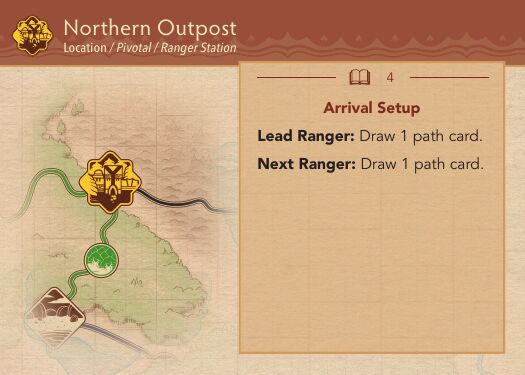 Northern Outpost
Location / Pivotal / Ranger Station
4
Arrival Setup
Lead Ranger: Draw 1 path card.
Next Ranger: Draw 1 path card.